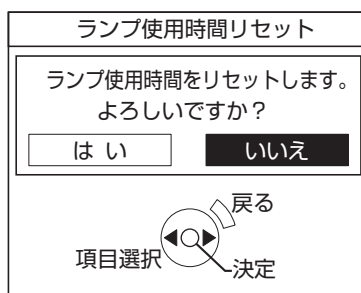 ランプ使用時間リセット
ランプ使用時間をリセットします。
よろしいですか？
はい
いいえ
戻る
項目選択
決定